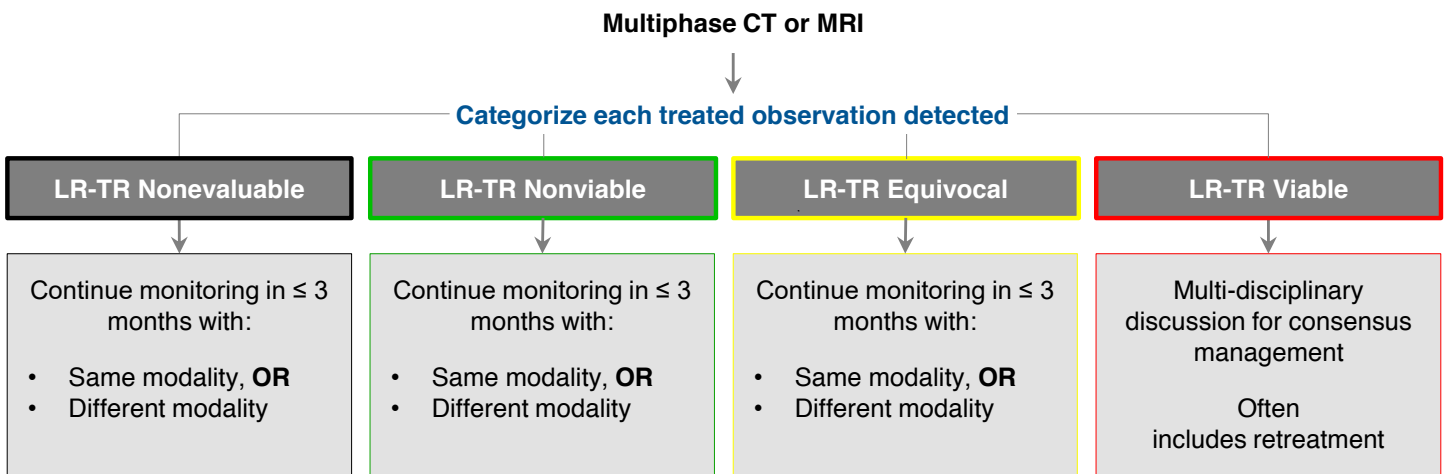 Multiphase CT or MRI
Categorize each treated observation detected
LR-TR Nonevaluable
LR-TR Nonviable
LR-TR Equivocal
LR-TR Viable
Continue monitoring in ≤ 3
months with:
• Same modality, OR
• Different modality
Continue monitoring in ≤ 3
months with:
• Same modality, OR
• Different modality
Continue monitoring in ≤ 3
months with:
• Same modality, OR
• Different modality
Multi-disciplinary
discussion for consensus
management
Often
includes retreatment